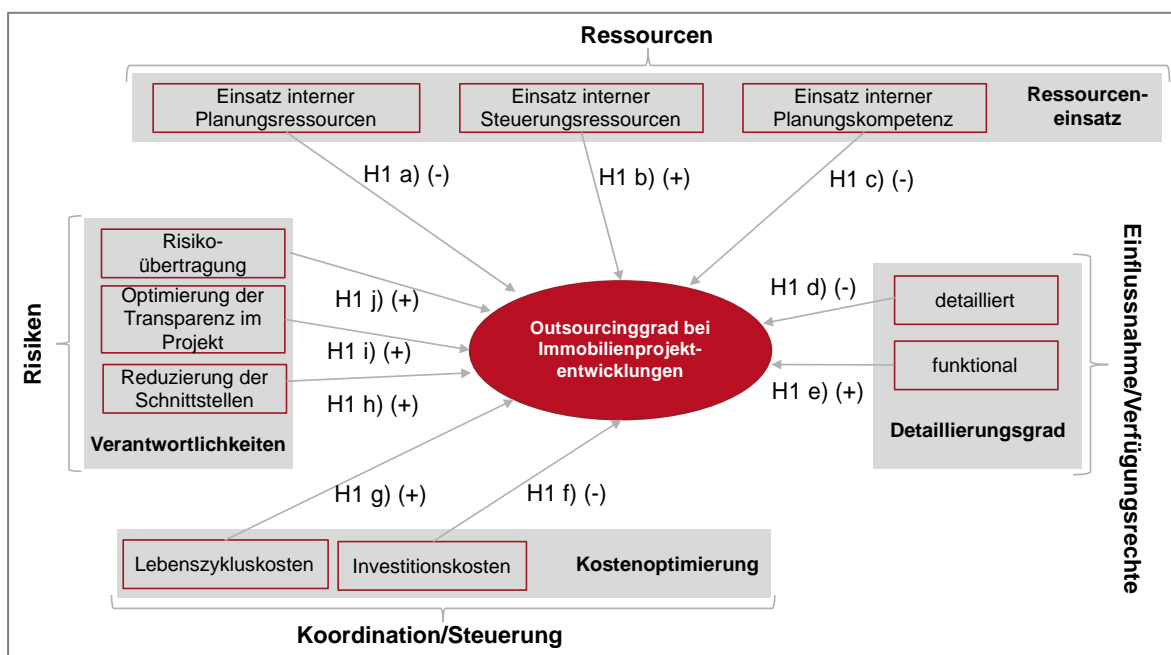 Ressourcen
Einsatz interner
Planungsressourcen
Einsatz interner
Steuerungsressourcen
Einsatz interner
Planungskompetenz
Ressourcen-
einsatz
H1 a) (-)
H1 b) (+)
H1 c) (-)
Risiken
Risiko-
übertragung
Optimierung der
Transparenz im
Projekt
Reduzierung der
Schnittstellen
Verantwortlichkeiten
H1 j) (+)
H1 i) (+)
H1 h) (+)
Outsourcinggrad bei
Immobilienprojekt-
entwicklungen
H1 d) (-)
H1 e) (+)
detailliert
funktional
Detaillierungsgrad
Einflussnahme/Verfügungsrechte
H1 g) (+)
H1 f) (-)
Lebenszykluskosten
Investitionskosten
Kostenoptimierung
Koordination/Steuerung